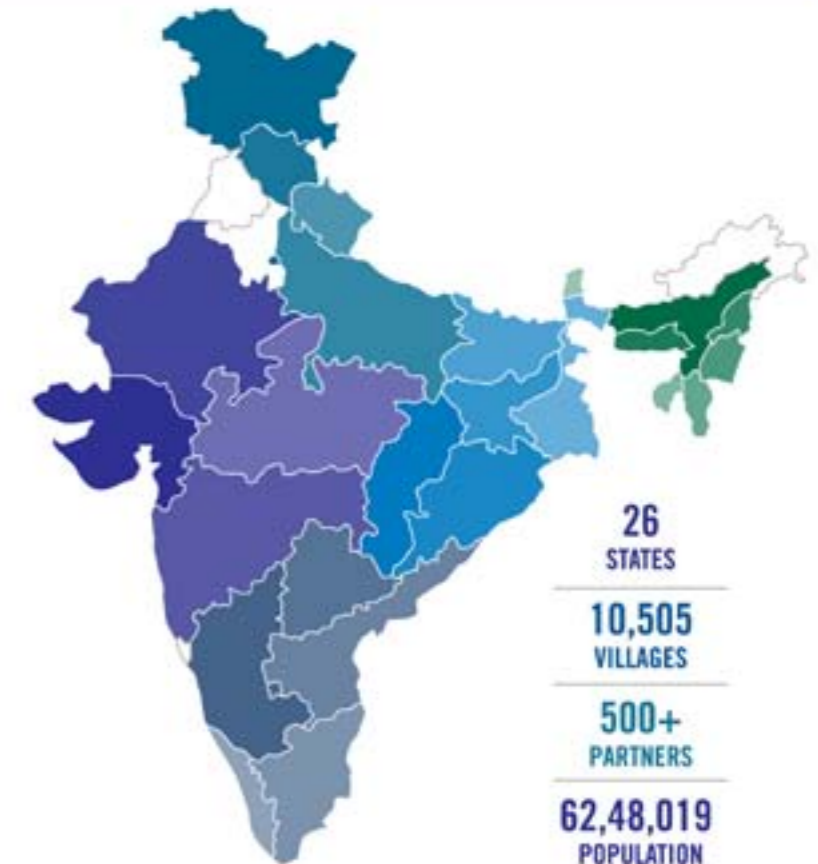 26
STATES
10,505
VILLAGES
500+
PARTNERS
62,48,019
POPULATION